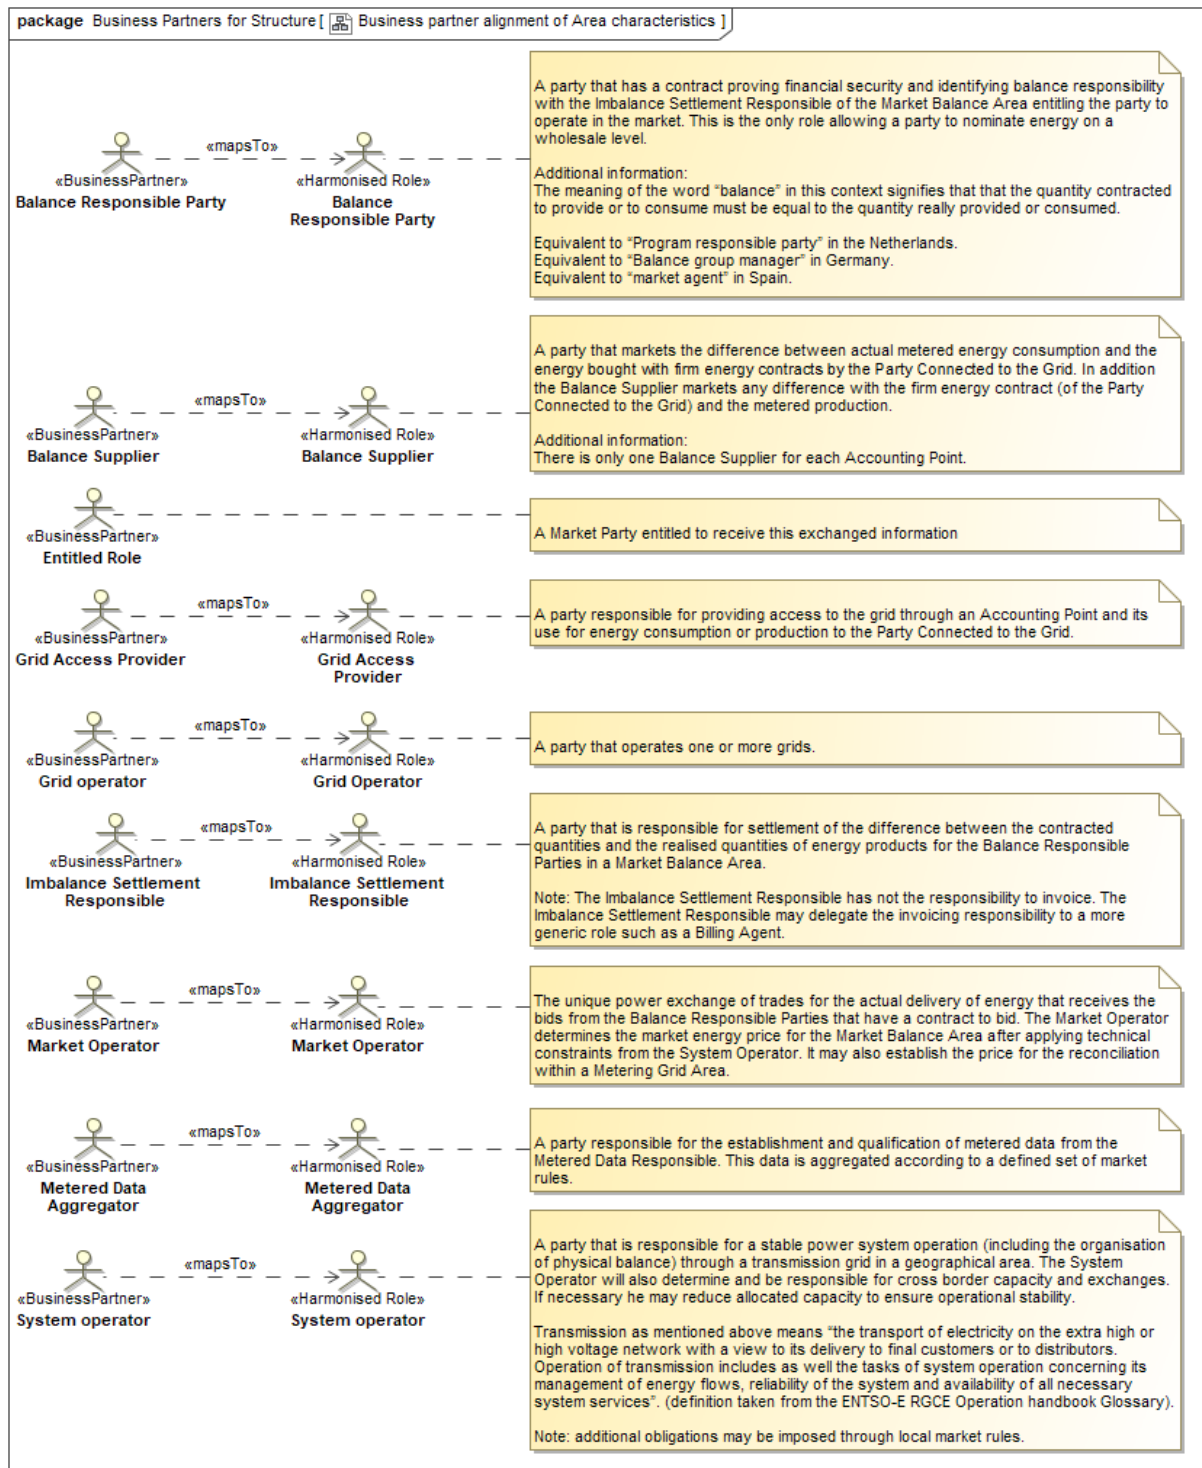 package Business Partners for Structure [ Business partner alignment of Area characteristics ]
A party that has a contract proving financial security and identifying balance responsibility
with the Imbalance Settlement Responsible of the Market Balance Area entitling the party to
operate in the market. This is the only role allowing a party to nominate energy on a
wholesale level.
Additional information:
The meaning of the word “balance” in this context signifies that that the quantity contracted
to provide or to consume must be equal to the quantity really provided or consumed.
Equivalent to “Program responsible party” in the Netherlands.
Equivalent to “Balance group manager” in Germany.
Equivalent to “market agent” in Spain.
«mapsTo»
«BusinessPartner»
Balance Responsible Party
«Harmonised Role»
Balance
Responsible Party
A party that markets the difference between actual metered energy consumption and the
energy bought with firm energy contracts by the Party Connected to the Grid. In addition
the Balance Supplier markets any difference with the firm energy contract (of the Party
Connected to the Grid) and the metered production.
Additional information:
There is only one Balance Supplier for each Accounting Point.
«mapsTo»
«BusinessPartner»
Balance Supplier
«Harmonised Role»
Balance Supplier
«BusinessPartner»
Entitled Role
A Market Party entitled to receive this exchanged information
«mapsTo»
«BusinessPartner»
Grid Access Provider
«Harmonised Role»
Grid Access
Provider
A party responsible for providing access to the grid through an Accounting Point and its
use for energy consumption or production to the Party Connected to the Grid.
«mapsTo»
«BusinessPartner»
Grid operator
«Harmonised Role»
Grid Operator
A party that operates one or more grids.
«mapsTo»
«BusinessPartner»
Imbalance Settlement
Responsible
«Harmonised Role»
Imbalance Settlement
Responsible
A party that is responsible for settlement of the difference between the contracted
quantities and the realised quantities of energy products for the Balance Responsible
Parties in a Market Balance Area.
Note: The Imbalance Settlement Responsible has not the responsibility to invoice. The
Imbalance Settlement Responsible may delegate the invoicing responsibility to a more
generic role such as a Billing Agent.
«mapsTo»
«BusinessPartner»
Market Operator
«Harmonised Role»
Market Operator
The unique power exchange of trades for the actual delivery of energy that receives the
bids from the Balance Responsible Parties that have a contract to bid. The Market Operator
determines the market energy price for the Market Balance Area after applying technical
constraints from the System Operator. It may also establish the price for the reconciliation
within a Metering Grid Area.
«mapsTo»
«BusinessPartner»
Metered Data
Aggregator
«Harmonised Role»
Metered Data
Aggregator
A party responsible for the establishment and qualification of metered data from the
Metered Data Responsible. This data is aggregated according to a defined set of market
rules.
«mapsTo»
«BusinessPartner»
System operator
«Harmonised Role»
System operator
A party that is responsible for a stable power system operation (including the organisation
of physical balance) through a transmission grid in a geographical area. The System
Operator will also determine and be responsible for cross border capacity and exchanges.
If necessary he may reduce allocated capacity to ensure operational stability.
Transmission as mentioned above means “the transport of electricity on the extra high or
high voltage network with a view to its delivery to final customers or to distributors.
Operation of transmission includes as well the tasks of system operation concerning its
management of energy flows, reliability of the system and availability of all necessary
system services”. (definition taken from the ENTSO-E RGCE Operation handbook Glossary).
Note: additional obligations may be imposed through local market rules.